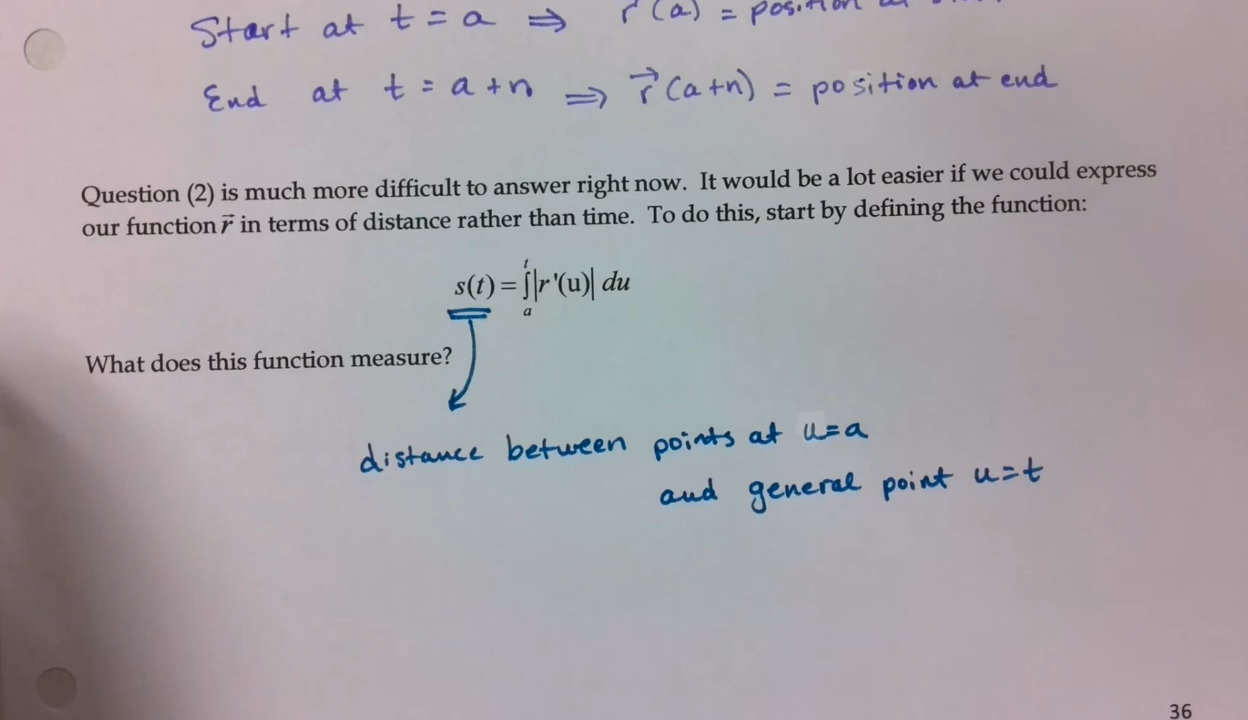 Start at t = a ⇒ r(a) = position at
End at t = a+n ⇒ r⃗(a+n) = position at end
Question (2) is much more difficult to answer right now. It would be a lot easier if we could express
our function r⃗ in terms of distance rather than time. To do this, start by defining the function:
s(t) = ∫ₐᵗ |r'(u)| du
What does this function measure?
distance between points at u=a
and general point u=t
36